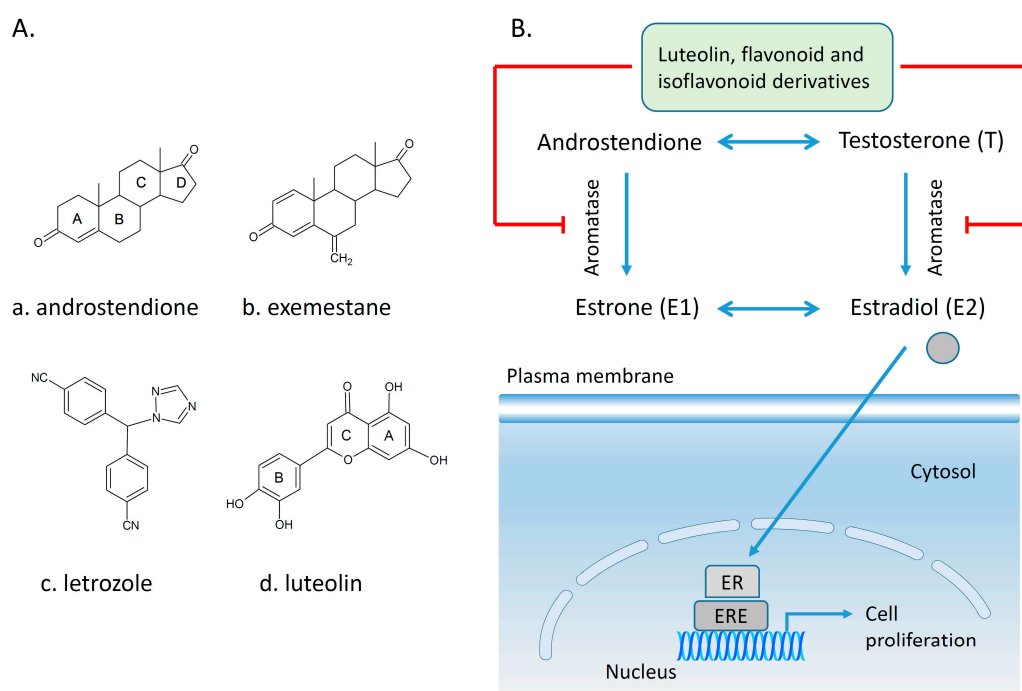 A.
O
C
D
A
B
O
a. androstendione
O
O
CH2
b. exemestane
NC
N
N
N
CN
c. letrozole
O
OH
C
A
O
OH
B
HO
OH
d. luteolin
B.
Luteolin, flavonoid and
isoflavonoid derivatives
Androstendione
Testosterone (T)
Aromatase
Aromatase
Estrone (E1)
Estradiol (E2)
Plasma membrane
Cytosol
ER
ERE
Cell
proliferation
Nucleus